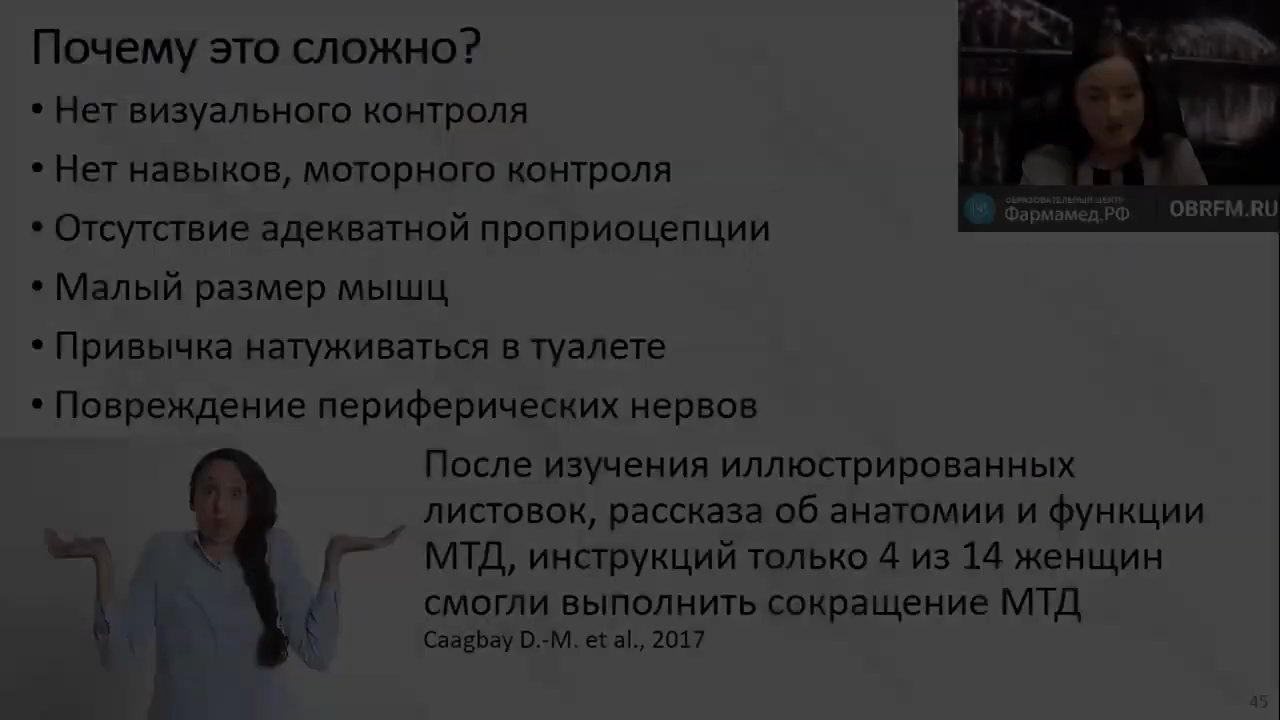 Почему это сложно?
• Нет визуального контроля
• Нет навыков, моторного контроля
• Отсутствие адекватной проприоцепции
• Малый размер мышц
• Привычка натуживаться в туалете
• Повреждение периферических нервов
После изучения иллюстрированных
листовок, рассказа об анатомии и функции
МТД, инструкций только 4 из 14 женщин
смогли выполнить сокращение МТД
Caagbay D.-M. et al., 2017
ОБРАЗОВАТЕЛЬНЫЙ ЦЕНТР
Фармамед.РФ
OBRFM.RU
45